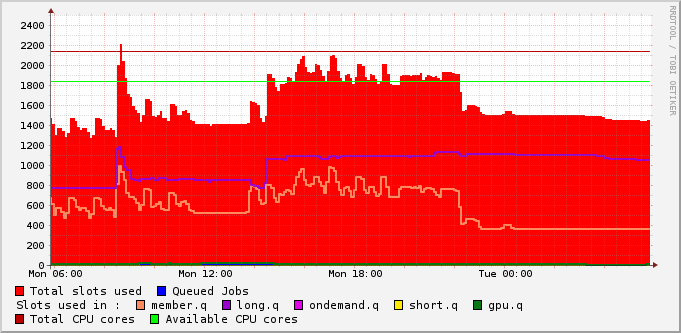 RRDTOOL / TOBI OETIKER
2400
2200
2000
1800
1600
1400
1200
1000
800
600
400
200
0
Mon 06:00 Mon 12:00 Mon 18:00 Tue 00:00
Total slots used Queued Jobs
Slots used in : member.q long.q ondemand.q short.q gpu.q
Total CPU cores Available CPU cores